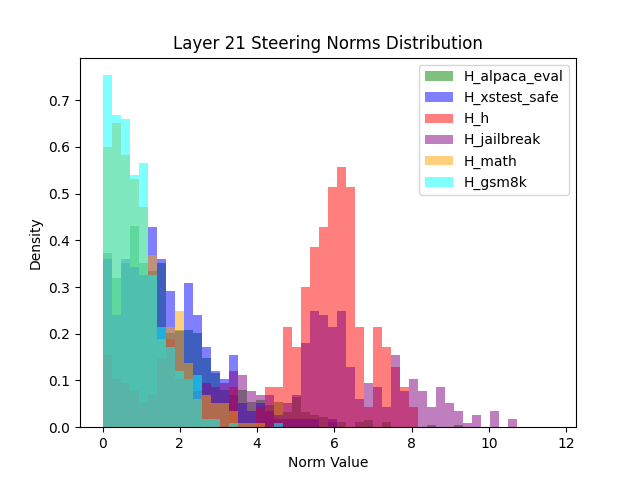 Layer 21 Steering Norms Distribution
H_alpaca_eval
H_xstest_safe
H_h
H_jailbreak
H_math
H_gsm8k
Density
0.7
0.6
0.5
0.4
0.3
0.2
0.1
0.0
0 2 4 6 8 10 12
Norm Value